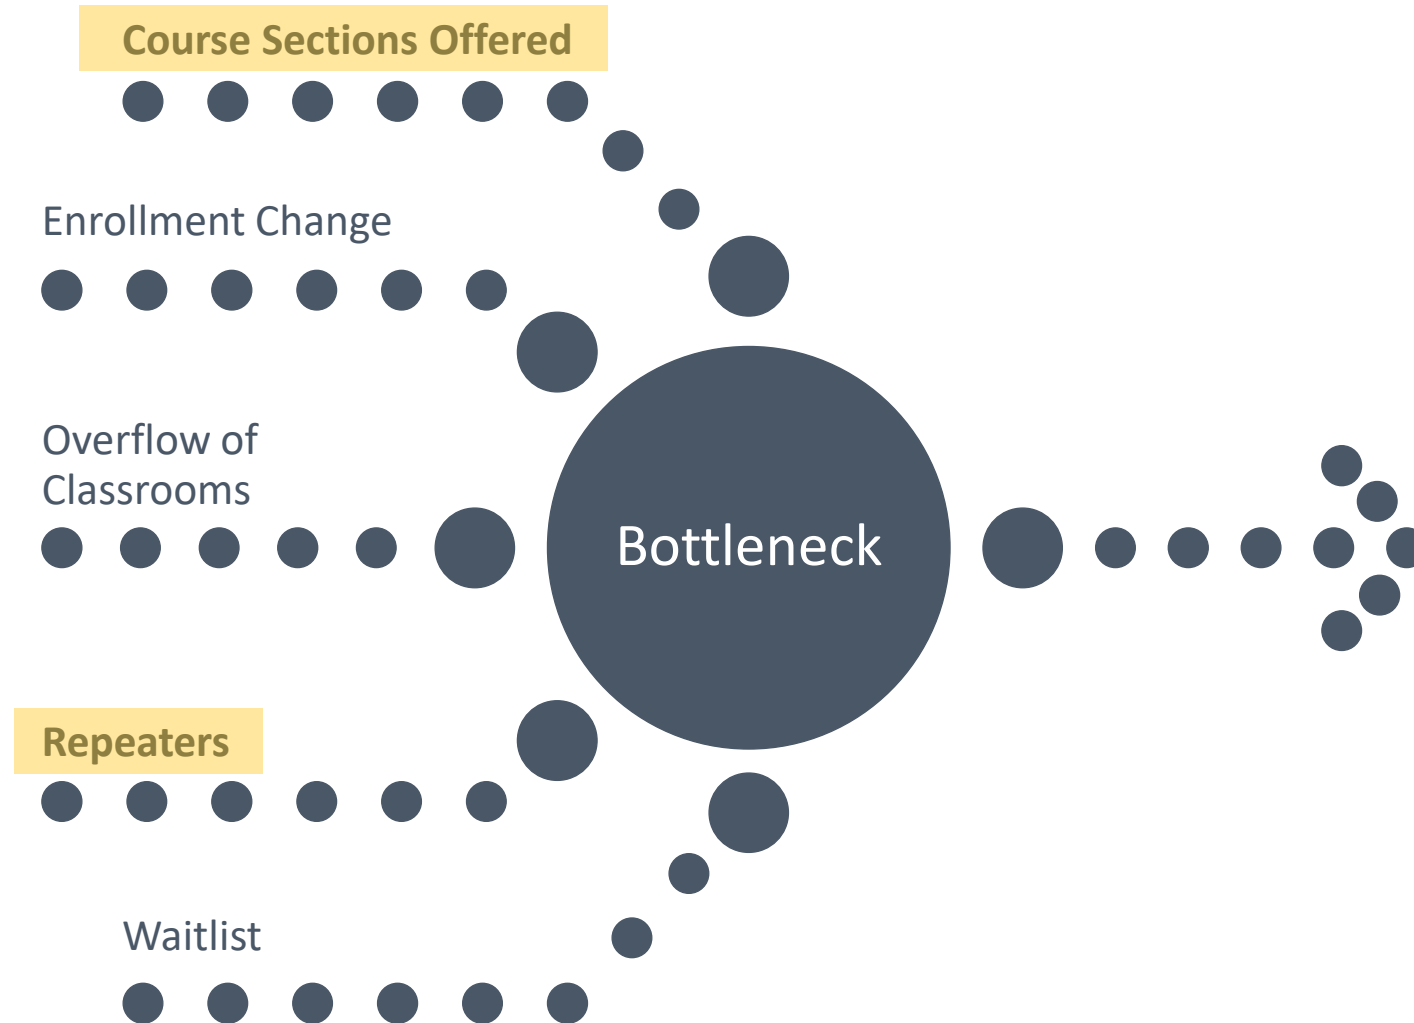 Course Sections Offered
Enrollment Change
Overflow of
Classrooms
Bottleneck
Repeaters
Waitlist